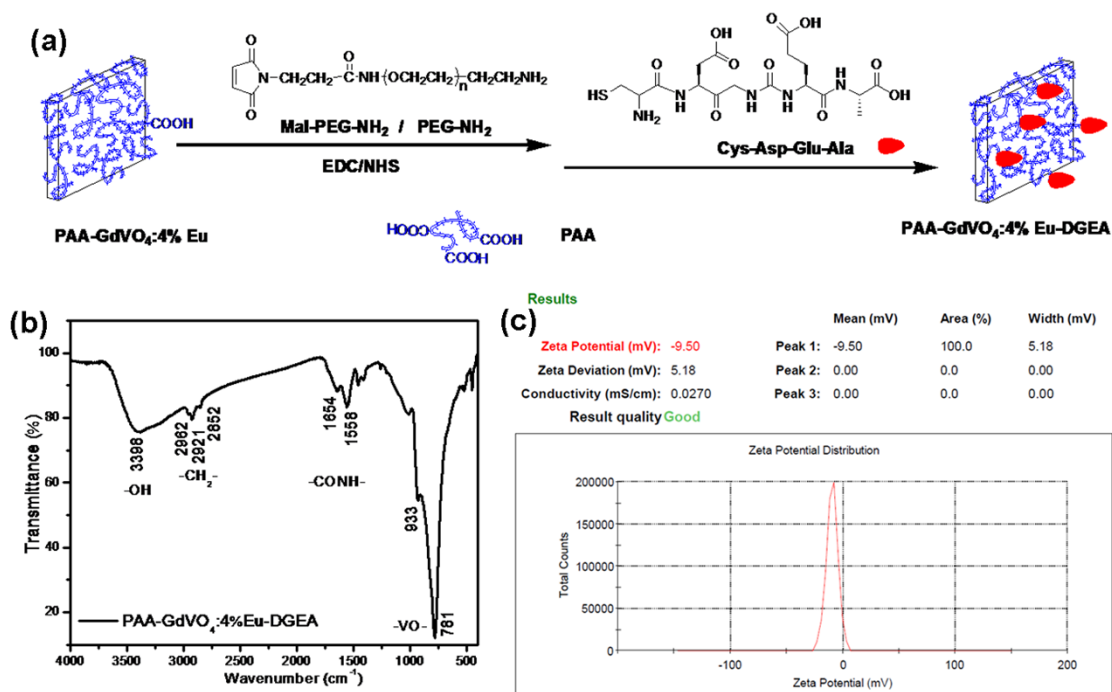 (a)
O
N-CH₂CH₂-C-NH-(OCH₂CH₂)n-CH₂CH₂NH₂
O
O
Mal-PEG-NH₂ / PEG-NH₂
EDC/NHS
COOH
PAA-GdVO₄:4% Eu
HOOC
COOH
COOH
PAA
OH
O
O
OH
HS
O
NH₂
H
N
O
O
N
H
O
N
H
O
H
N
O
OH
Cys-Asp-Glu-Ala
PAA-GdVO₄:4% Eu-DGEA
(b)
100
80
60
40
20
Transmittance (%)
3398
-OH
2962
2921
2852
-CH₂-
1654
1558
-CONH-
933
-VO-
781
PAA-GdVO₄:4%Eu-DGEA
4000 3500 3000 2500 2000 1500 1000 500
Wavenumber (cm⁻¹)
Results
(c)
Mean (mV) Area (%) Width (mV)
Zeta Potential (mV): -9.50 Peak 1: -9.50 100.0 5.18
Zeta Deviation (mV): 5.18 Peak 2: 0.00 0.0 0.00
Conductivity (mS/cm): 0.0270 Peak 3: 0.00 0.0 0.00
Result quality Good
Zeta Potential Distribution
200000
150000
100000
50000
0
Total Counts
-100 0 100 200
Zeta Potential (mV)